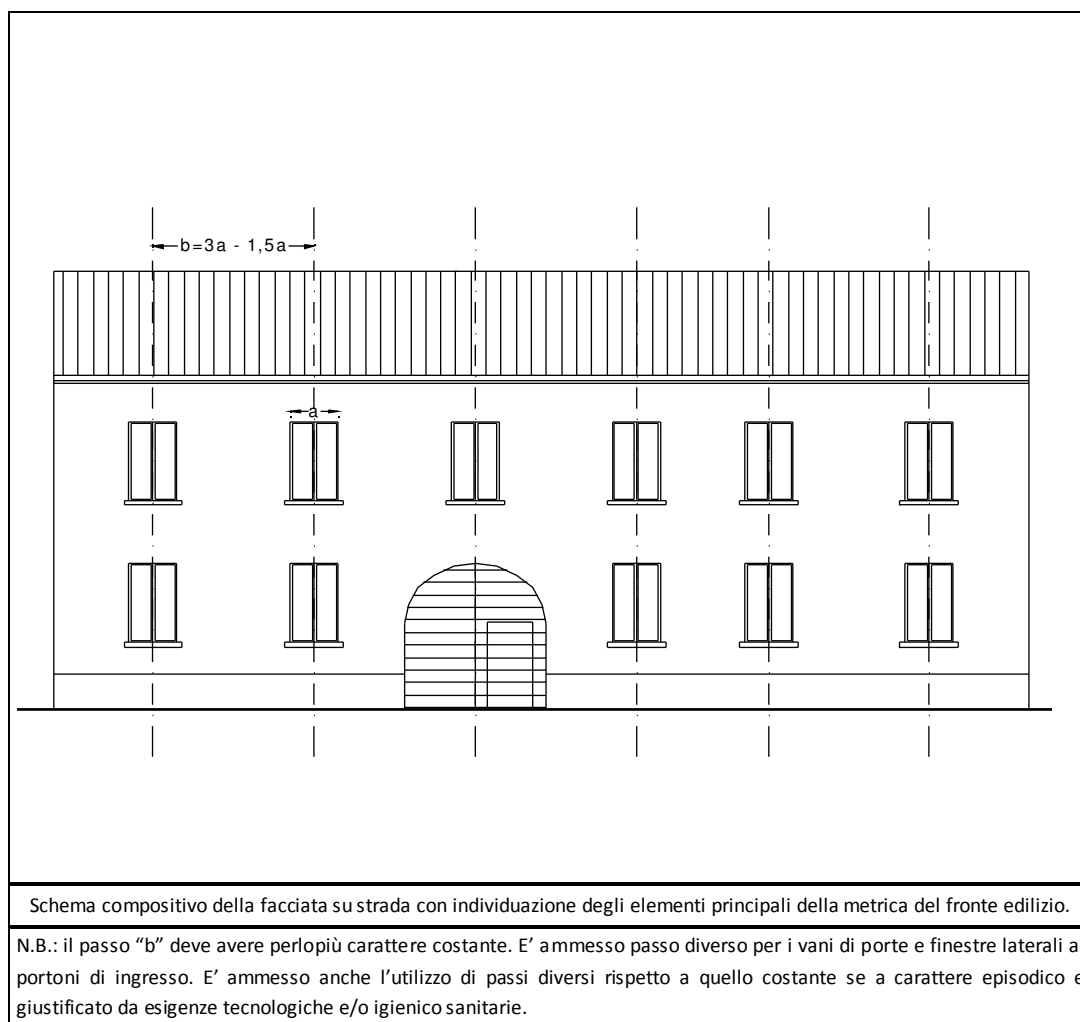 b=3a - 1,5a
a
Schema compositivo della facciata su strada con individuazione degli elementi principali della metrica del fronte edilizio.
N.B.: il passo “b” deve avere perlopiù carattere costante. E’ ammesso passo diverso per i vani di porte e finestre laterali a
portoni di ingresso. E’ ammesso anche l’utilizzo di passi diversi rispetto a quello costante se a carattere episodico e
giustificato da esigenze tecnologiche e/o igienico sanitarie.